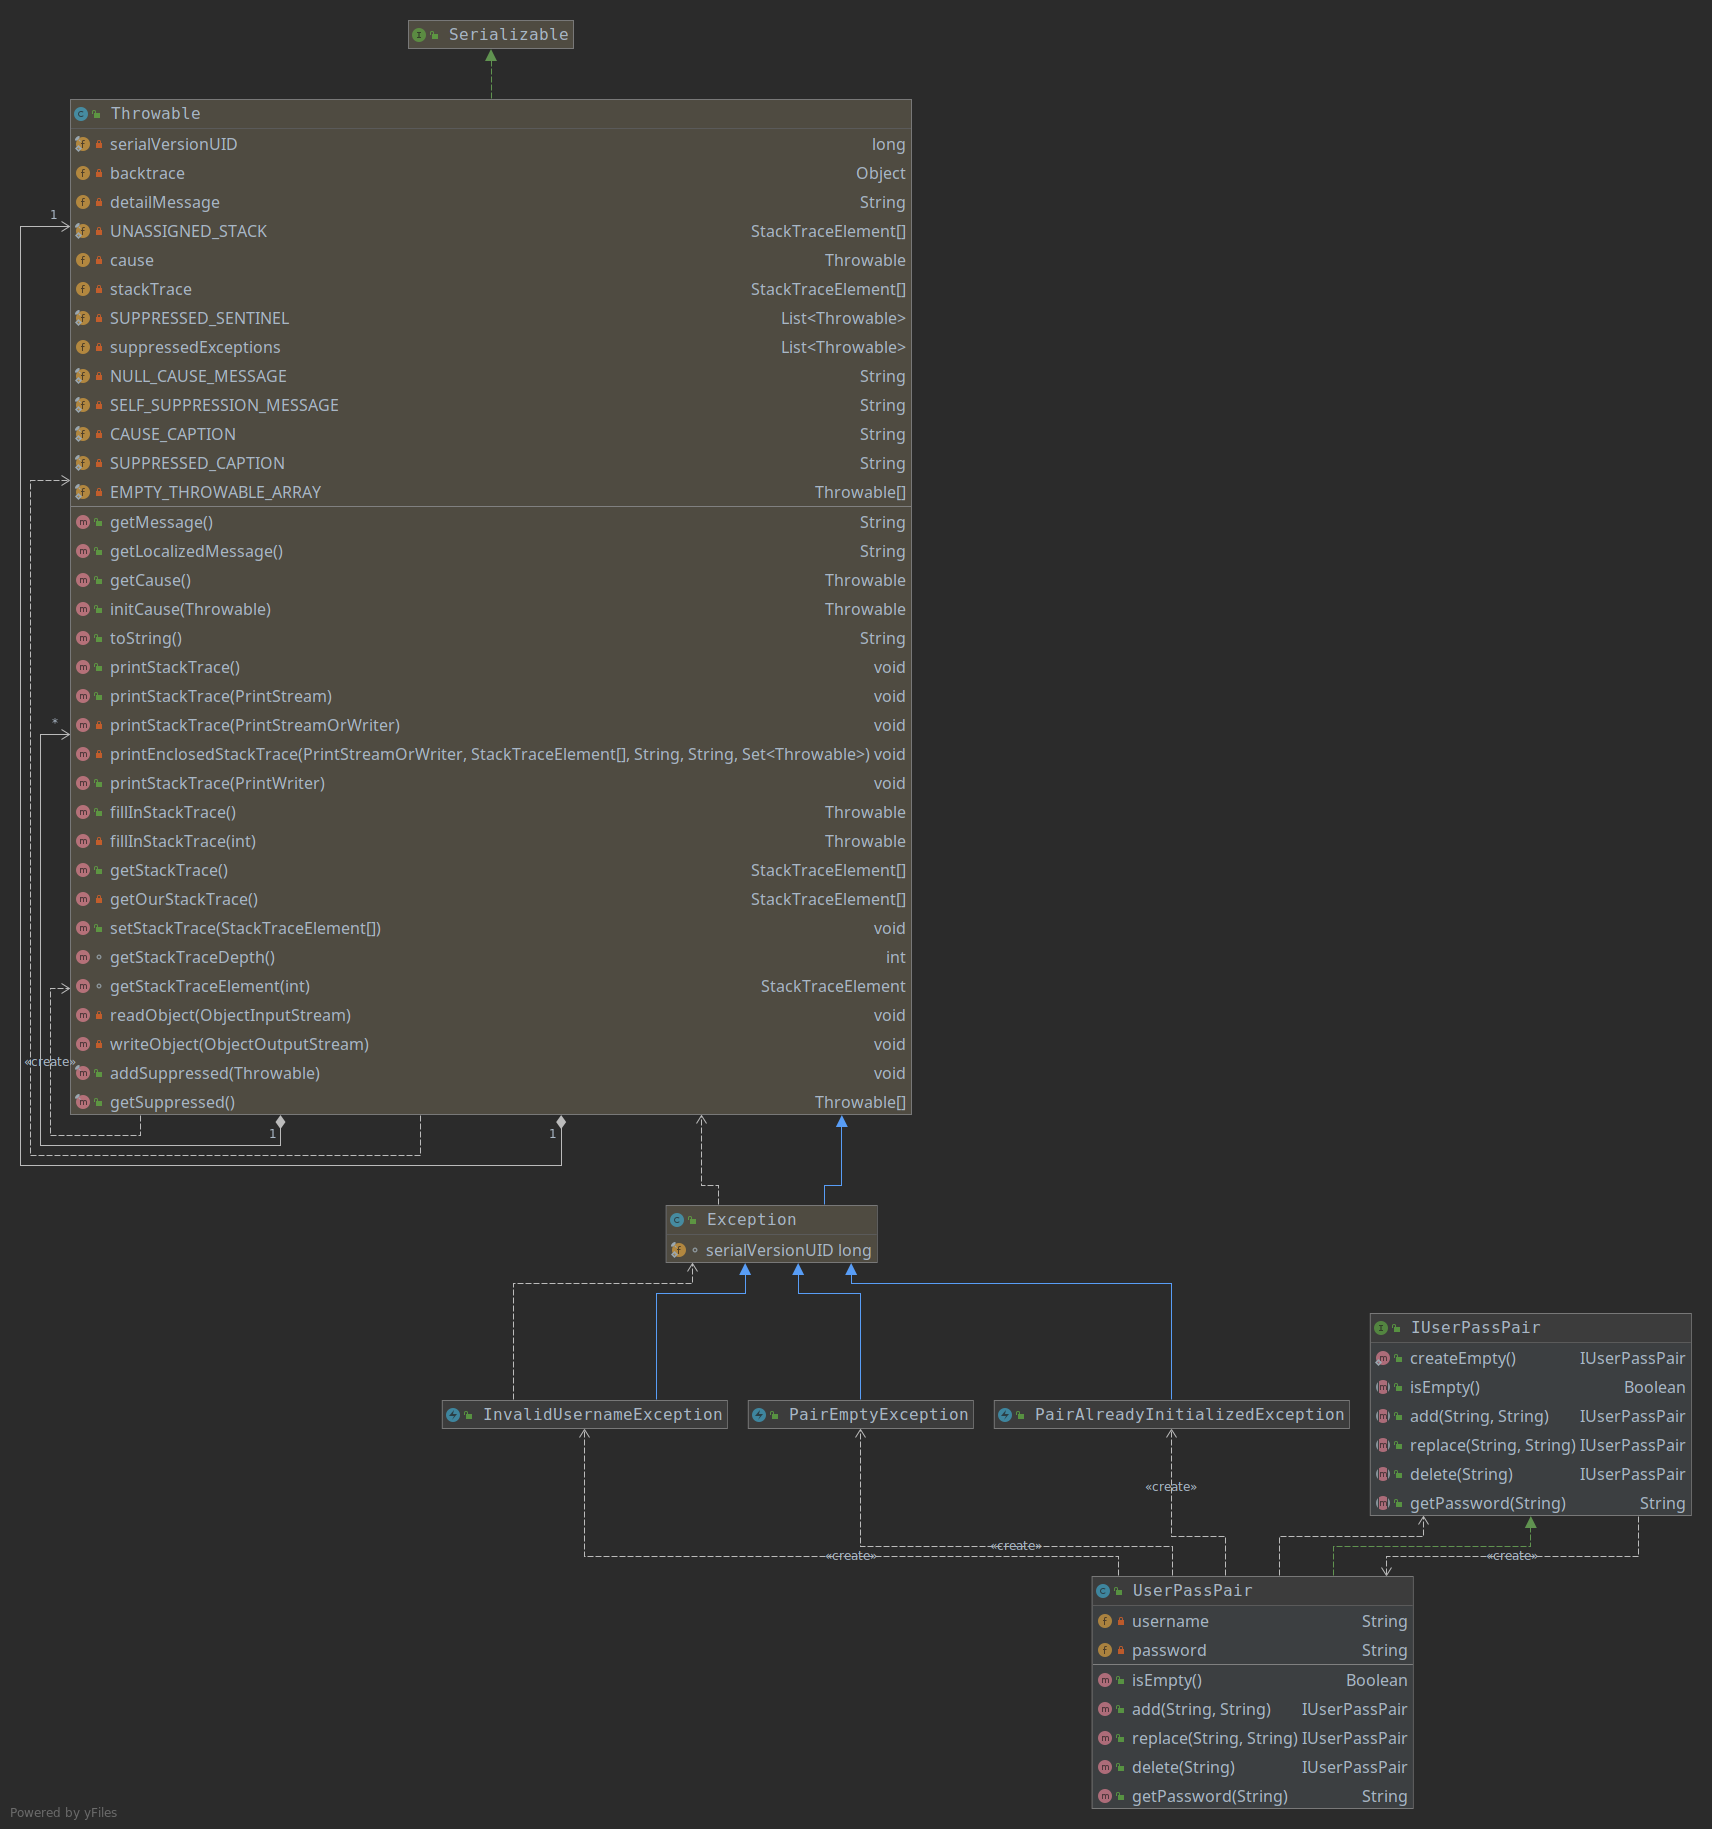 Serializable
Throwable
serialVersionUID long
backtrace Object
detailMessage String
1
UNASSIGNED_STACK StackTraceElement[]
cause Throwable
stackTrace StackTraceElement[]
SUPPRESSED_SENTINEL List<Throwable>
suppressedExceptions List<Throwable>
NULL_CAUSE_MESSAGE String
SELF_SUPPRESSION_MESSAGE String
CAUSE_CAPTION String
SUPPRESSED_CAPTION String
EMPTY_THROWABLE_ARRAY Throwable[]
getMessage() String
getLocalizedMessage() String
getCause() Throwable
initCause(Throwable) Throwable
toString() String
printStackTrace() void
printStackTrace(PrintStream) void
*
printStackTrace(PrintStreamOrWriter) void
printEnclosedStackTrace(PrintStreamOrWriter, StackTraceElement[], String, String, Set<Throwable>) void
printStackTrace(PrintWriter) void
fillInStackTrace() Throwable
fillInStackTrace(int) Throwable
getStackTrace() StackTraceElement[]
getOurStackTrace() StackTraceElement[]
setStackTrace(StackTraceElement[]) void
getStackTraceDepth() int
getStackTraceElement(int) StackTraceElement
readObject(ObjectInputStream) void
writeObject(ObjectOutputStream) void
«create»
addSuppressed(Throwable) void
getSuppressed() Throwable[]
1 1
Exception
serialVersionUID long
InvalidUsernameException
PairEmptyException
PairAlreadyInitializedException
IUserPassPair
createEmpty() IUserPassPair
isEmpty() Boolean
add(String, String) IUserPassPair
replace(String, String) IUserPassPair
delete(String) IUserPassPair
getPassword(String) String
«create»
«create»
«create»
«create»
UserPassPair
username String
password String
isEmpty() Boolean
add(String, String) IUserPassPair
replace(String, String) IUserPassPair
delete(String) IUserPassPair
getPassword(String) String
Powered by yFiles